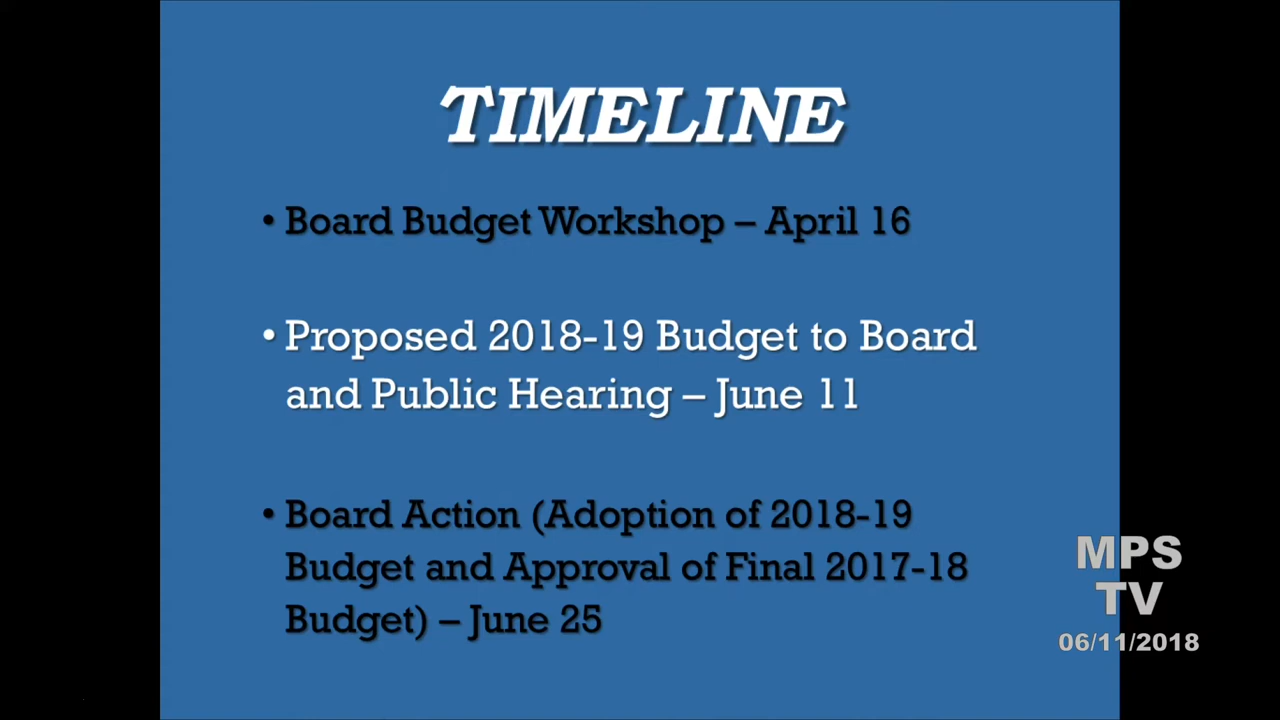 TIMELINE
• Board Budget Workshop – April 16
• Proposed 2018-19 Budget to Board
and Public Hearing – June 11
• Board Action (Adoption of 2018-19
Budget and Approval of Final 2017-18
Budget) – June 25
MPS
TV
06/11/2018